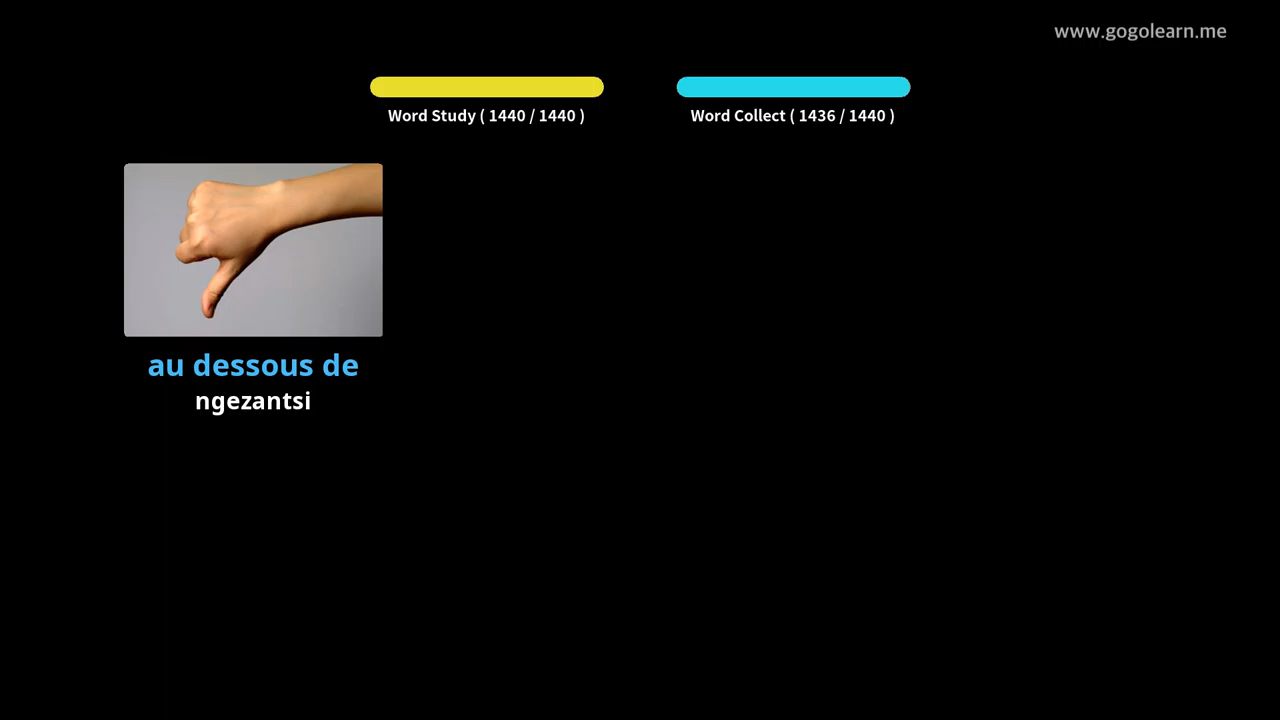 www.gogolearn.me
Word Study ( 1440 / 1440 )
Word Collect ( 1436 / 1440 )
au dessous de
ngezantsi